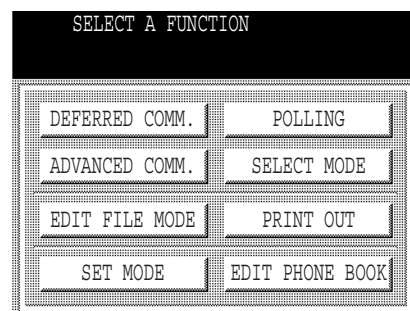 SELECT A FUNCTION
DEFERRED COMM. POLLING
ADVANCED COMM. SELECT MODE
EDIT FILE MODE PRINT OUT
SET MODE EDIT PHONE BOOK